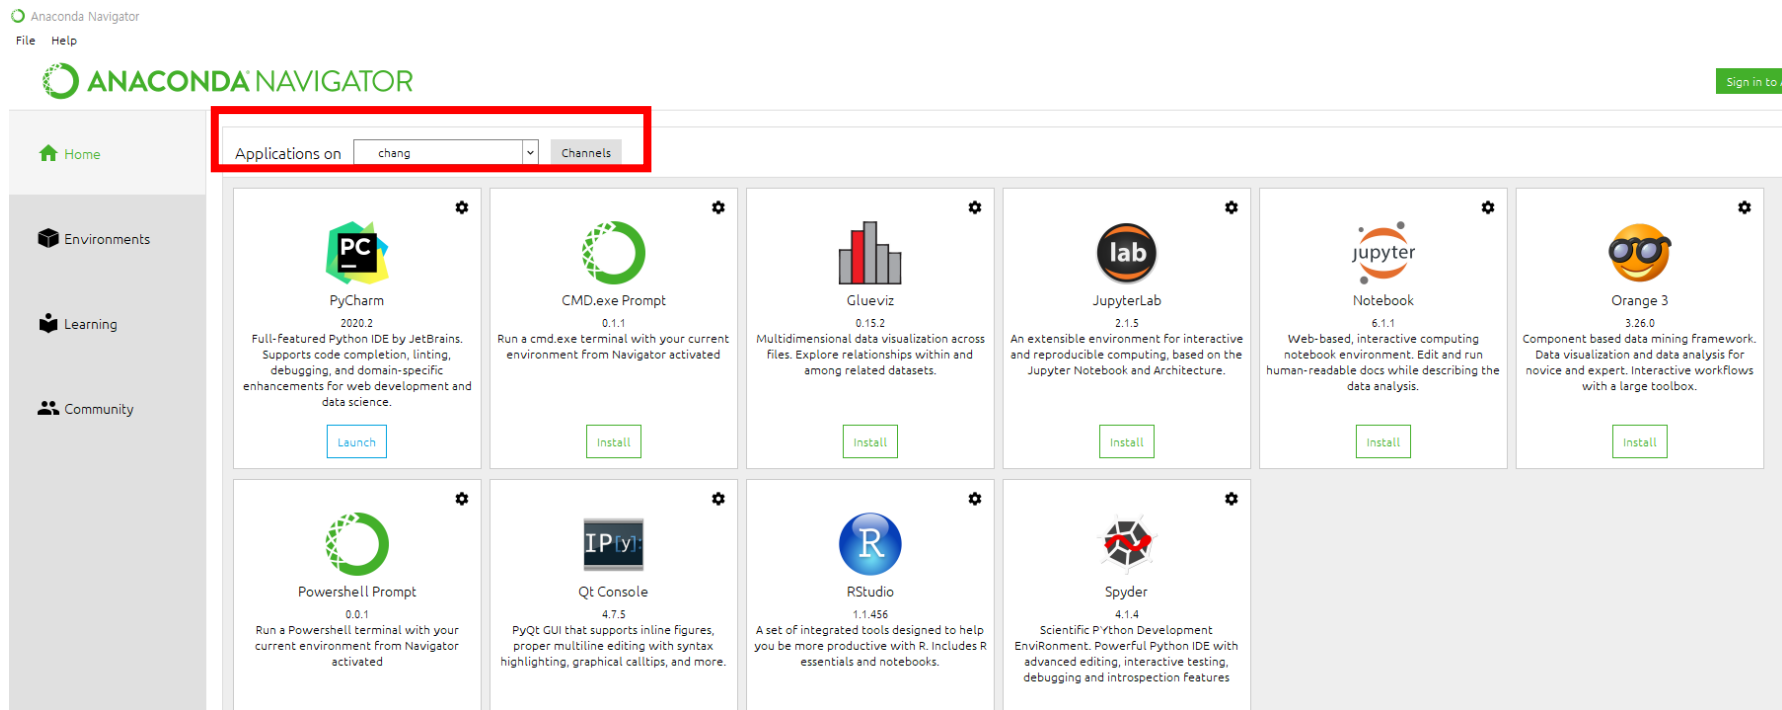 Anaconda Navigator
File Help
ANACONDA NAVIGATOR
Sign in to
Home
Environments
Learning
Community
Applications on chang Channels
PC
PyCharm
2020.2
Full-featured Python IDE by JetBrains.
Supports code completion, linting,
debugging, and domain-specific
enhancements for web development and
data science.
Launch
CMD.exe Prompt
0.1.1
Run a cmd.exe terminal with your current
environment from Navigator activated
Install
Glueviz
0.15.2
Multidimensional data visualization across
files. Explore relationships within and
among related datasets.
Install
lab
JupyterLab
2.1.5
An extensible environment for interactive
and reproducible computing, based on the
Jupyter Notebook and Architecture.
Install
jupyter
Notebook
6.1.1
Web-based, interactive computing
notebook environment. Edit and run
human-readable docs while describing the
data analysis.
Install
Orange 3
3.26.0
Component based data mining framework.
Data visualization and data analysis for
novice and expert. Interactive workflows
with a large toolbox.
Install
Powershell Prompt
0.0.1
Run a Powershell terminal with your
current environment from Navigator
activated
IP[y]:
Qt Console
4.7.5
PyQt GUI that supports inline figures,
proper multiline editing with syntax
highlighting, graphical calltips, and more.
R
RStudio
1.1.456
A set of integrated tools designed to help
you be more productive with R. Includes R
essentials and notebooks.
Spyder
4.1.4
Scientific PYthon Development
EnviRonment. Powerful Python IDE with
advanced editing, interactive testing,
debugging and introspection features